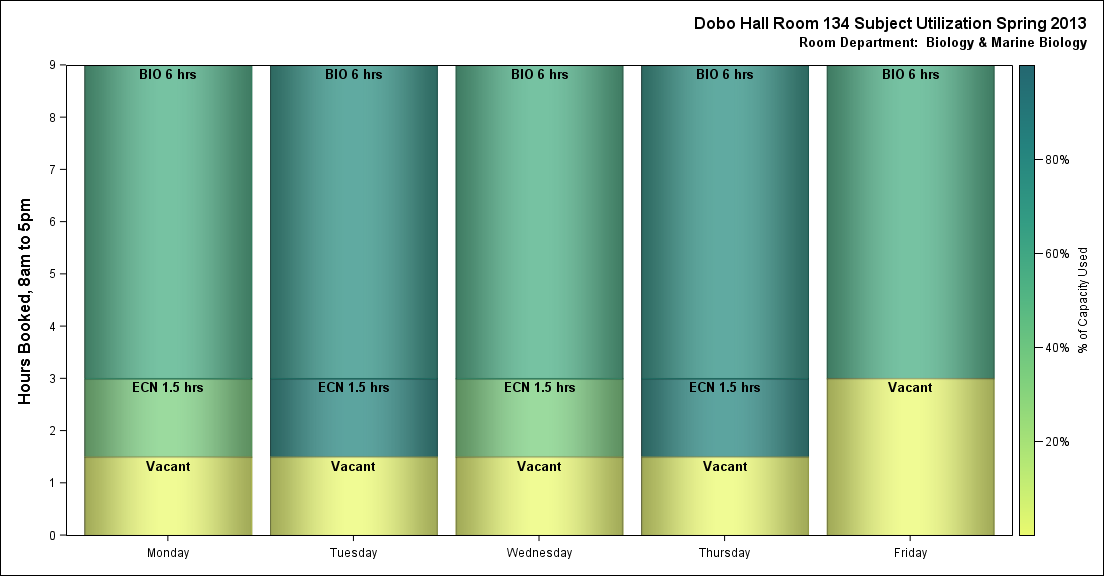 Dobo Hall Room 134 Subject Utilization Spring 2013
Room Department:  Biology & Marine Biology
Hours Booked, 8am to 5pm
9
8
7
6
5
4
3
2
1
0
BIO 6 hrs
BIO 6 hrs
BIO 6 hrs
BIO 6 hrs
BIO 6 hrs
ECN 1.5 hrs
ECN 1.5 hrs
ECN 1.5 hrs
ECN 1.5 hrs
Vacant
Vacant
Vacant
Vacant
Vacant
Monday
Tuesday
Wednesday
Thursday
Friday
80%
60%
40%
20%
% of Capacity Used